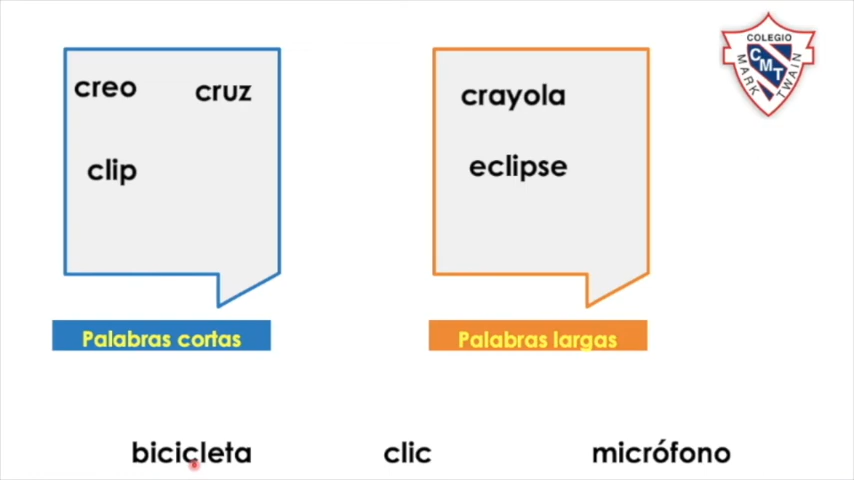 COLEGIO
CMT
MARK TWAIN
creo cruz
clip
crayola
eclipse
Palabras cortas
Palabras largas
bicicleta clic micrófono